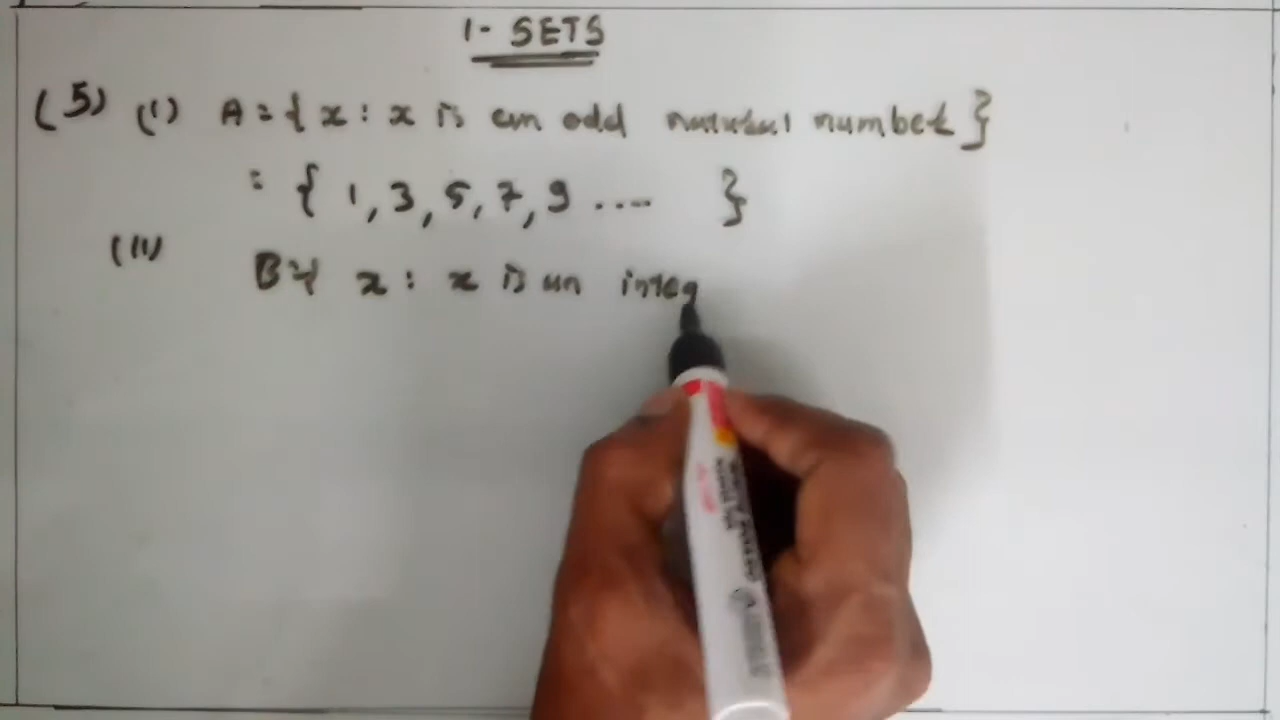 1- SETS
(5) (i) A = { x : x is an odd natural number }
= { 1, 3, 5, 7, 9 .... }
(ii) B = { x : x is an integ